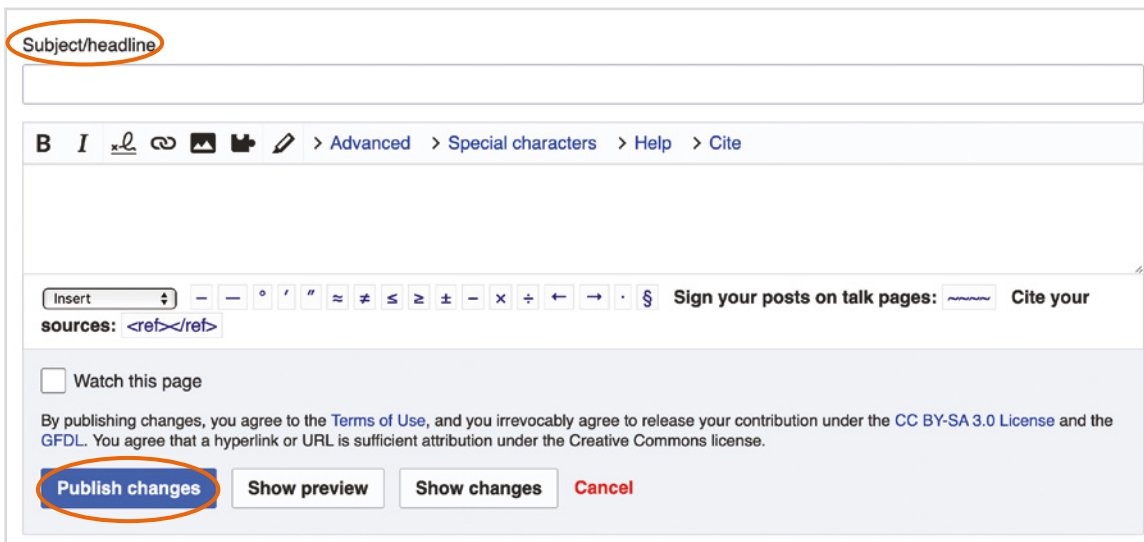 Subject/headline
B I > Advanced > Special characters > Help > Cite
Insert – — ° ′ ″ ≈ ≠ ≤ ≥ ± − × ÷ ← → · § Sign your posts on talk pages: ~~~~ Cite your
sources: <ref></ref>
Watch this page
By publishing changes, you agree to the Terms of Use, and you irrevocably agree to release your contribution under the CC BY-SA 3.0 License and the
GFDL. You agree that a hyperlink or URL is sufficient attribution under the Creative Commons license.
Publish changes Show preview Show changes Cancel